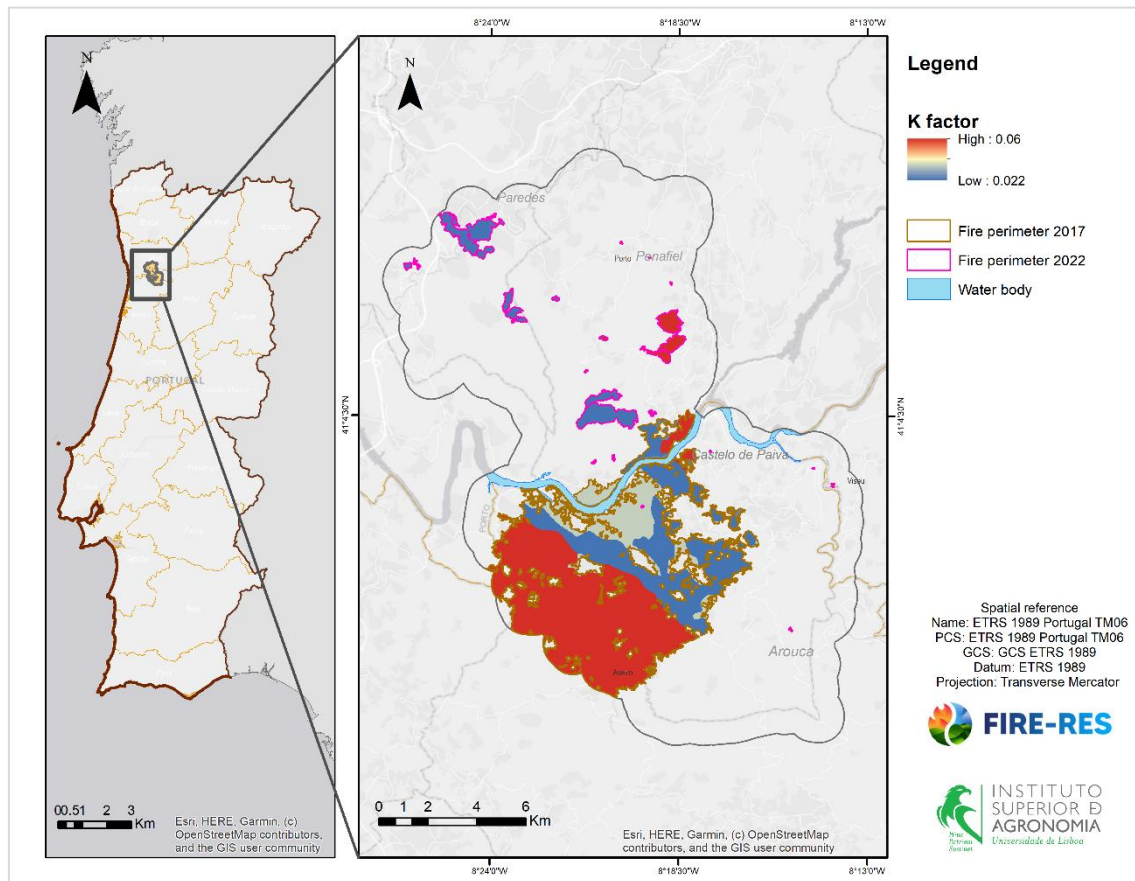 8°24'0"W
8°18'30"W
8°13'0"W
N
PORTUGAL
00.51 2 3
Km
Esri, HERE, Garmin, (c)
OpenStreetMap contributors,
and the GIS user community
N
Paredes
Porto
Penafiel
41°4'30"N
41°4'30"N
Castelo de Paiva
Viseu
PORTO
Arouca
Aveiro
0 1 2 4 6
Km
Esri, HERE, Garmin, (c) OpenStreetMap
contributors, and the GIS user community
8°24'0"W
8°18'30"W
8°13'0"W
Legend
K factor
High : 0.06
Low : 0.022
Fire perimeter 2017
Fire perimeter 2022
Water body
Spatial reference
Name: ETRS 1989 Portugal TM06
PCS: ETRS 1989 Portugal TM06
GCS: GCS ETRS 1989
Datum: ETRS 1989
Projection: Transverse Mercator
FIRE-RES
INSTITUTO
SUPERIOR D
AGRONOMIA
Universidade de Lisboa